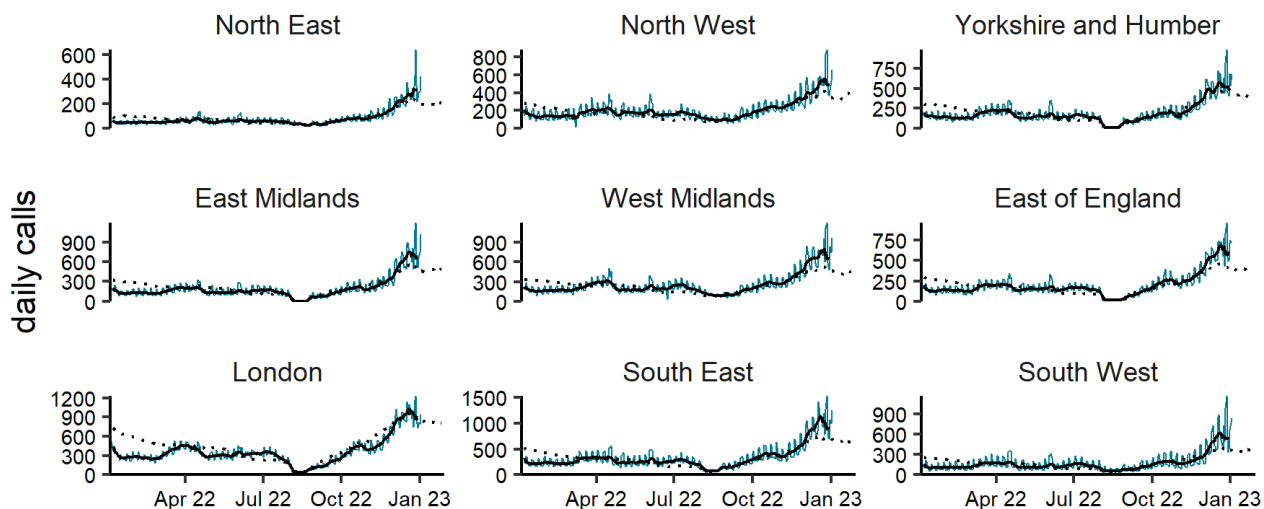 North East
North West
Yorkshire and Humber
600
400
200
0
800
600
400
200
0
750
500
250
0
East Midlands
West Midlands
East of England
daily calls
900
600
300
0
900
600
300
0
750
500
250
0
London
South East
South West
1200
900
600
300
0
1500
1000
500
0
900
600
300
0
Apr 22 Jul 22 Oct 22 Jan 23
Apr 22 Jul 22 Oct 22 Jan 23
Apr 22 Jul 22 Oct 22 Jan 23